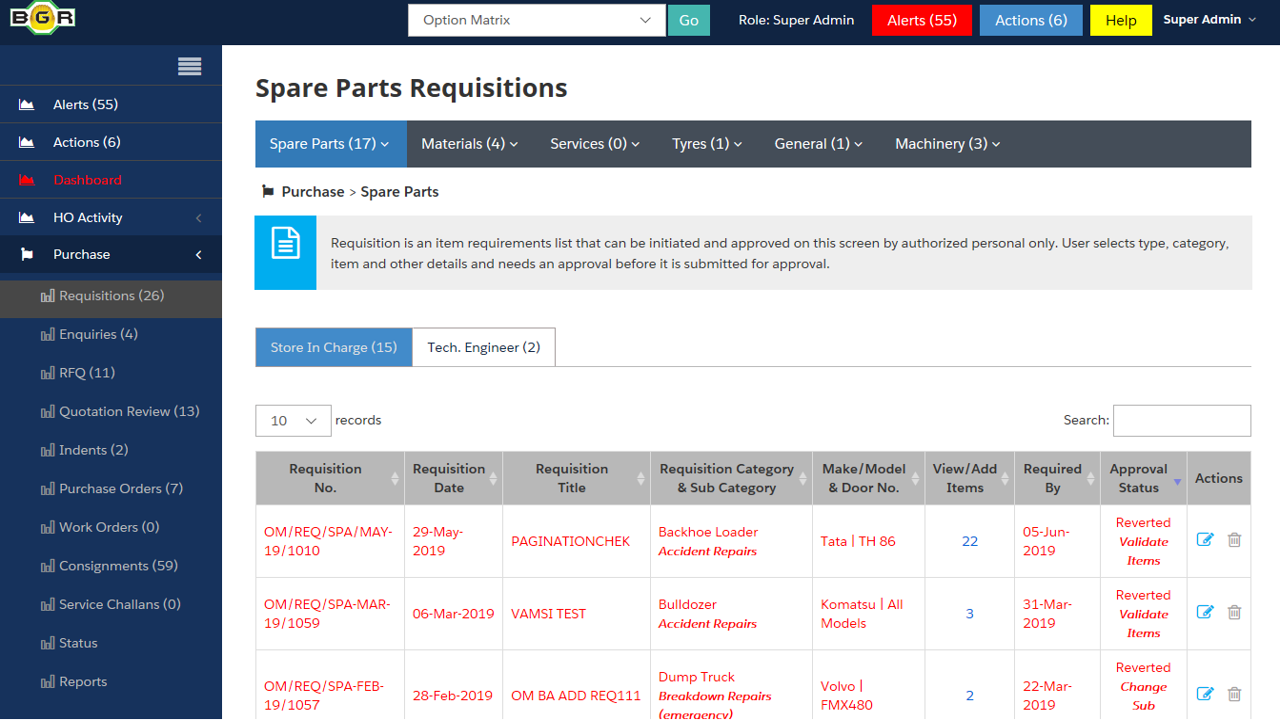 BGR
Option Matrix
Go
Role: Super Admin
Alerts (55)
Actions (6)
Help
Super Admin
Alerts (55)
Actions (6)
Dashboard
HO Activity
Purchase
Requisitions (26)
Enquiries (4)
RFQ (11)
Quotation Review (13)
Indents (2)
Purchase Orders (7)
Work Orders (0)
Consignments (59)
Service Challans (0)
Status
Reports
Spare Parts Requisitions
Spare Parts (17)
Materials (4)
Services (0)
Tyres (1)
General (1)
Machinery (3)
Purchase > Spare Parts
Requisition is an item requirements list that can be initiated and approved on this screen by authorized personal only. User selects type, category,
item and other details and needs an approval before it is submitted for approval.
Store In Charge (15)
Tech. Engineer (2)
10 records
Search:
Requisition
No.
Requisition
Date
Requisition
Title
Requisition Category
& Sub Category
Make/Model
& Door No.
View/Add
Items
Required
By
Approval
Status
Actions
OM/REQ/SPA/MAY-
19/1010
29-May-
2019
PAGINATIONCHEK
Backhoe Loader
Accident Repairs
Tata | TH 86
22
05-Jun-
2019
Reverted
Validate
Items
OM/REQ/SPA-MAR-
19/1059
06-Mar-2019
VAMSI TEST
Bulldozer
Accident Repairs
Komatsu | All
Models
3
31-Mar-
2019
Reverted
Validate
Items
OM/REQ/SPA-FEB-
19/1057
28-Feb-2019
OM BA ADD REQ111
Dump Truck
Breakdown Repairs
(emergency)
Volvo |
FMX480
2
22-Mar-
2019
Reverted
Change
Sub